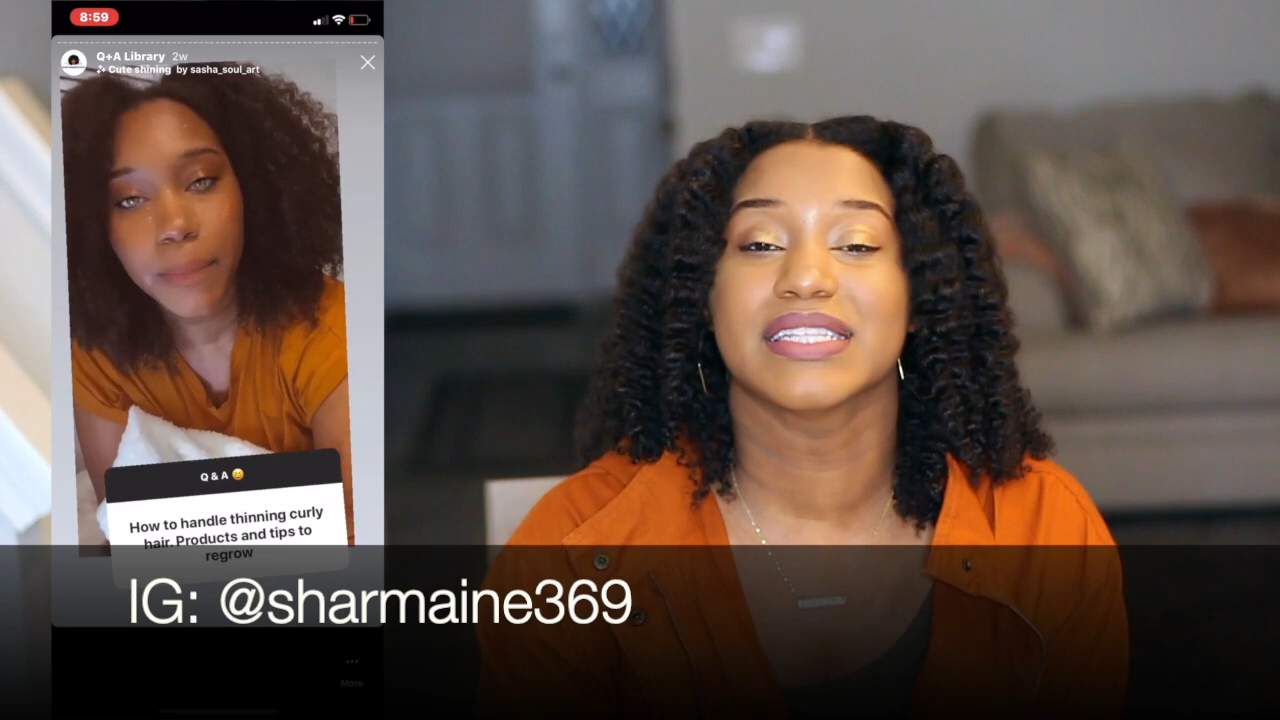 8:59
Q+A Library 2w
Cute shining by sasha_soul_art
Q & A 😄
How to handle thinning curly
hair. Products and tips to
regrow
IG: @sharmaine369
More